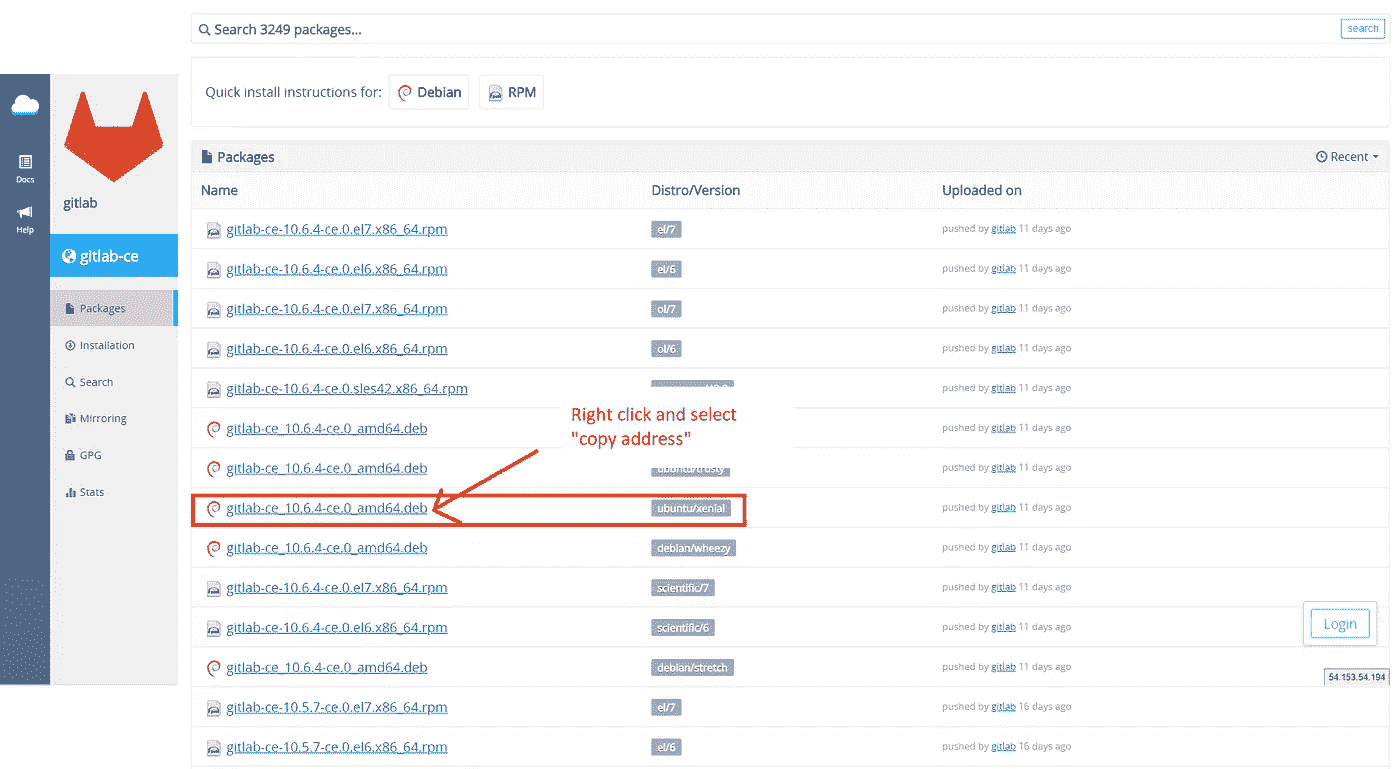 Search 3249 packages...
search
Quick install instructions for: Debian RPM
Docs
Help
gitlab
gitlab-ce
Packages
Installation
Search
Mirroring
GPG
Stats
Packages
Recent
Name Distro/Version Uploaded on
gitlab-ce-10.6.4-ce.0.el7.x86_64.rpm el/7 pushed by gitlab 11 days ago
gitlab-ce-10.6.4-ce.0.el6.x86_64.rpm el/6 pushed by gitlab 11 days ago
gitlab-ce-10.6.4-ce.0.el7.x86_64.rpm ol/7 pushed by gitlab 11 days ago
gitlab-ce-10.6.4-ce.0.el6.x86_64.rpm ol/6 pushed by gitlab 11 days ago
gitlab-ce-10.6.4-ce.0.sles42.x86_64.rpm pushed by gitlab 11 days ago
Right click and select
"copy address"
gitlab-ce_10.6.4-ce.0_amd64.deb pushed by gitlab 11 days ago
gitlab-ce_10.6.4-ce.0_amd64.deb ubuntu/trusty pushed by gitlab 11 days ago
gitlab-ce_10.6.4-ce.0_amd64.deb ubuntu/xenial pushed by gitlab 11 days ago
gitlab-ce_10.6.4-ce.0_amd64.deb debian/wheezy pushed by gitlab 11 days ago
gitlab-ce-10.6.4-ce.0.el7.x86_64.rpm scientific/7 pushed by gitlab 11 days ago
gitlab-ce-10.6.4-ce.0.el6.x86_64.rpm scientific/6 pushed by gitlab 11 days ago
gitlab-ce_10.6.4-ce.0_amd64.deb debian/stretch pushed by gitlab 11 days ago
gitlab-ce-10.5.7-ce.0.el7.x86_64.rpm el/7 pushed by gitlab 16 days ago
gitlab-ce-10.5.7-ce.0.el6.x86_64.rpm el/6 pushed by gitlab 16 days ago
Login
54.153.54.194